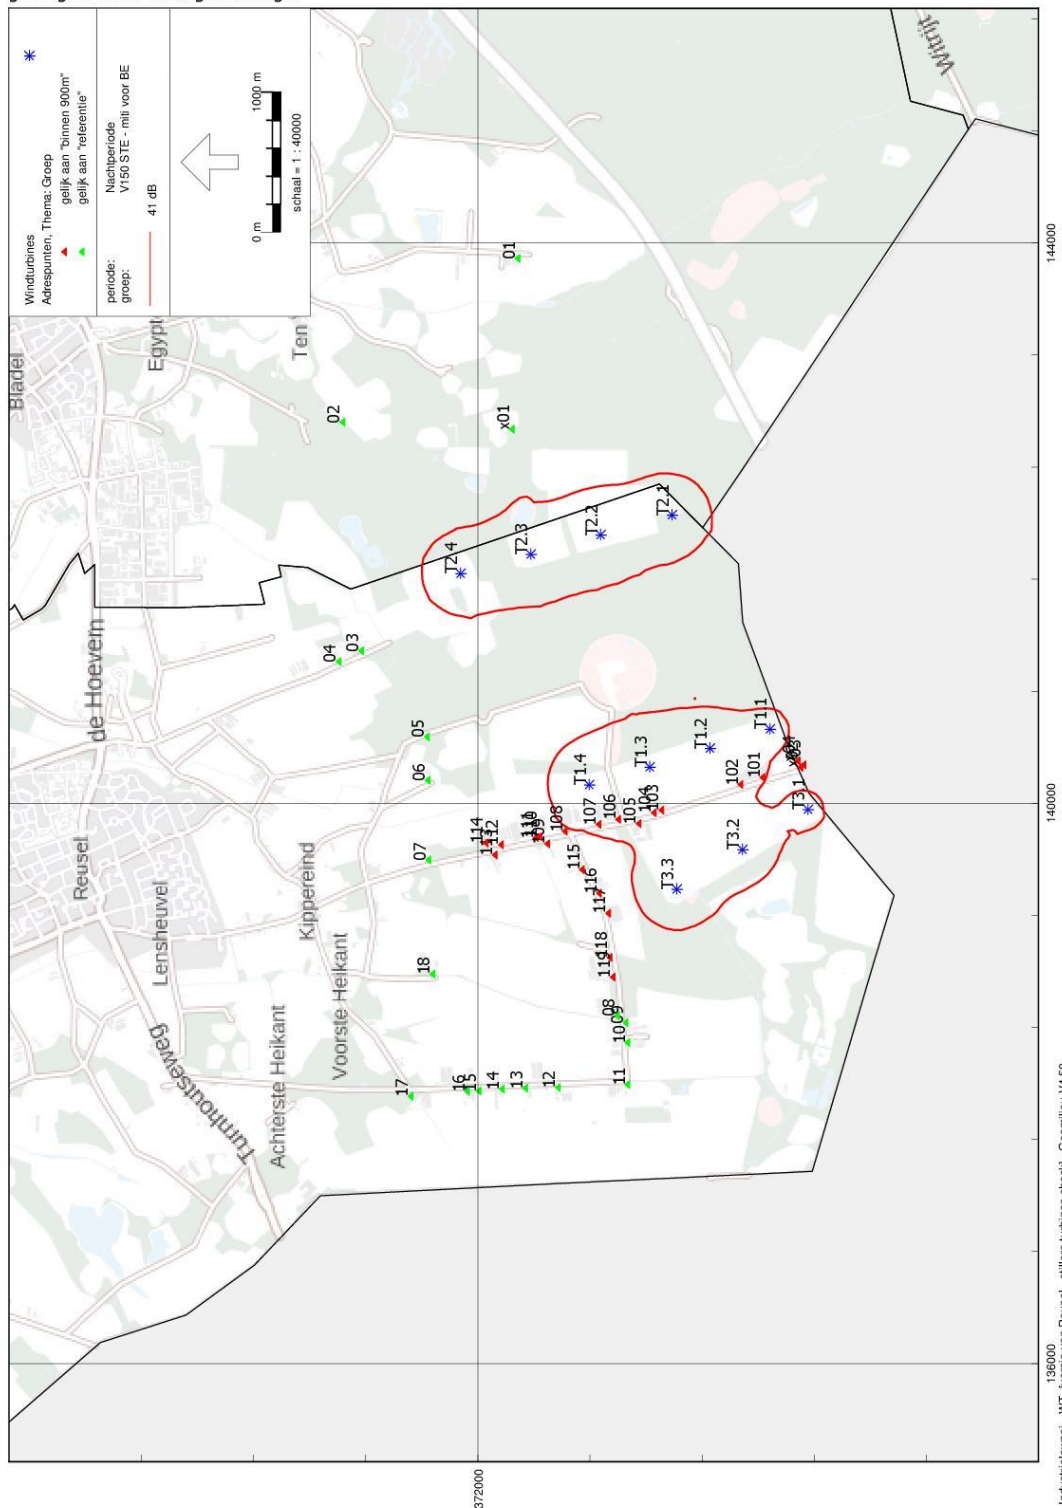 Windturbines
Adrespunten, Thema: Groep
gelijk aan "binnen 900m"
gelijk aan "referentie"
periode: Nachtperiode
groep: V150 STE - miti voor BE
41 dB
0 m 1000 m
schaal = 1 : 40000
Bladel
Egypte
Ten
Witrijt
de Hoevern
Reusel
Lensheuvel
Kippereind
Voorste Heikant
Achterste Heikant
Turnhoutseweg
01
02
x01
03
04
05
06
07
18
17
16
15
14
13
12
11
10
09
08
119
118
117
116
115
114
112
109
108
107
106
105
104
103
102
101
T2.4
T2.3
T2.2
T2.1
T1.4
T1.3
T1.2
T1.1
T3.1
T3.2
T3.3
372000
136000
140000
144000